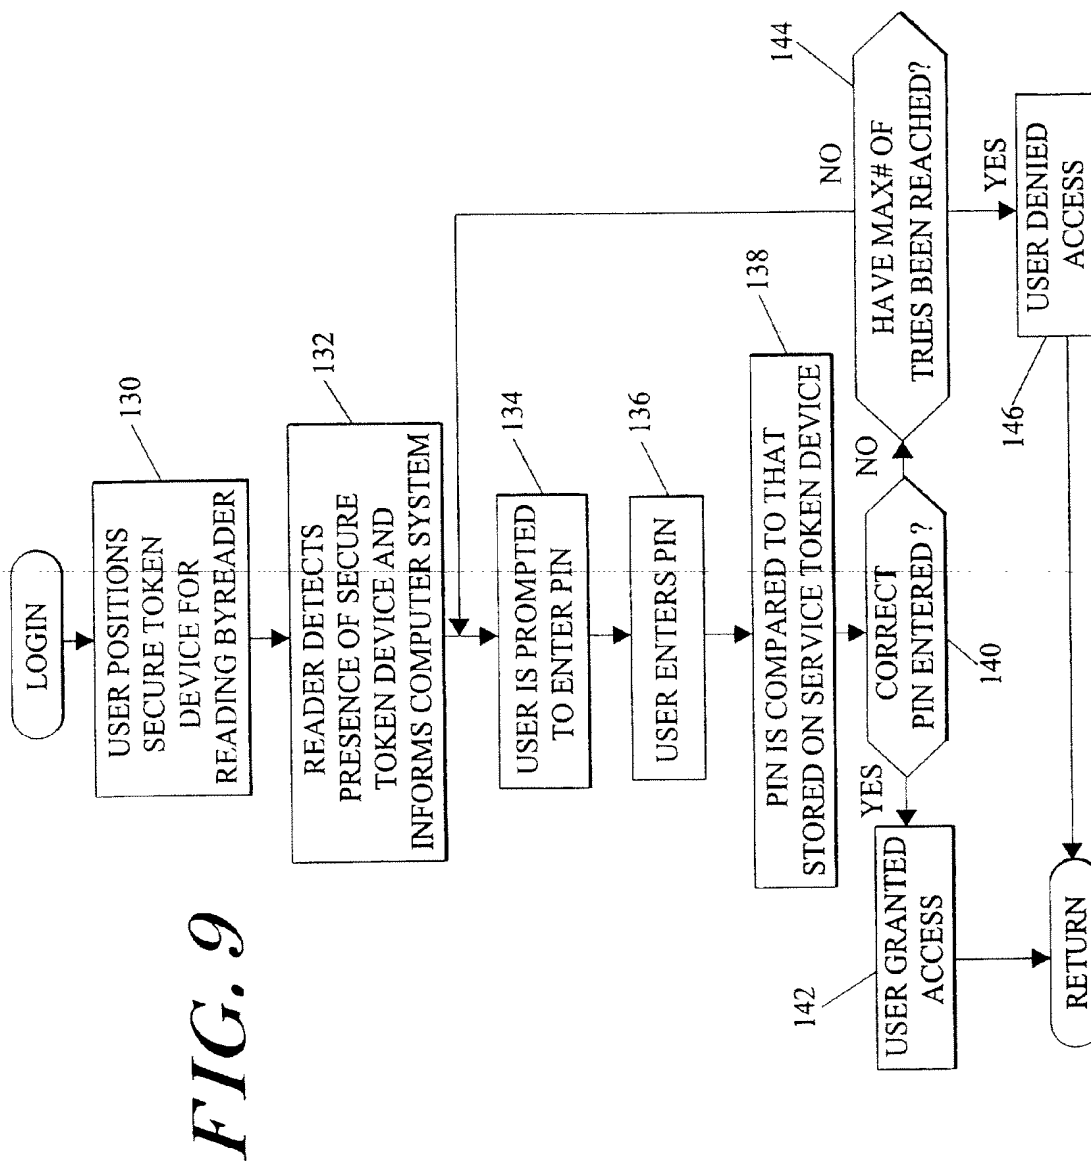 FIG. 9
LOGIN
130
USER POSITIONS
SECURE TOKEN
DEVICE FOR
READING BYREADER
132
READER DETECTS
PRESENCE OF SECURE
TOKEN DEVICE AND
INFORMS COMPUTER SYSTEM
134
USER IS PROMPTED
TO ENTER PIN
136
USER ENTERS PIN
138
PIN IS COMPARED TO THAT
STORED ON SERVICE TOKEN DEVICE
CORRECT
PIN ENTERED ?
140
YES
NO
142
USER GRANTED
ACCESS
144
NO
HAVE MAX# OF
TRIES BEEN REACHED?
YES
146
USER DENIED
ACCESS
RETURN